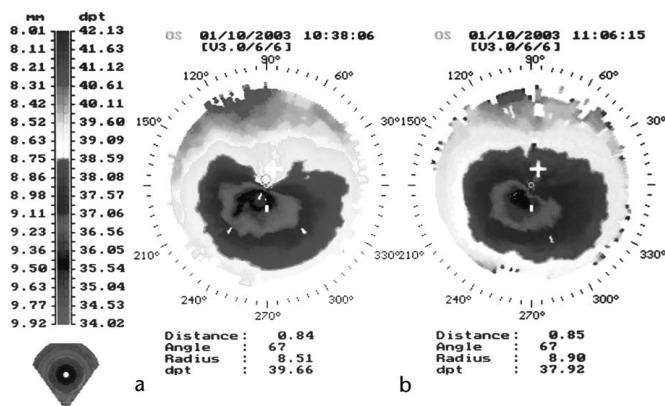 mm dpt
8.01 42.13
8.11 42.63
8.21 41.12
8.31 40.61
8.42 40.11
8.52 39.60
8.63 39.09
8.75 38.59
8.86 38.08
8.98 37.57
9.11 37.06
9.23 36.56
9.36 36.05
9.50 35.54
9.63 35.04
9.77 34.53
9.92 34.02
OS 01/10/2003 10:38:06
[V3.0/6/6]
90°
60°
30°
330°
300°
270°
240°
210°
150°
120°
Distance: 0.84
Angle : 67
Radius : 8.51
dpt : 39.66
a
OS 01/10/2003 11:06:15
[V3.0/6/6]
90°
60°
30°
330°
300°
270°
240°
210°
150°
120°
Distance: 0.85
Angle : 67
Radius : 8.90
dpt : 37.92
b